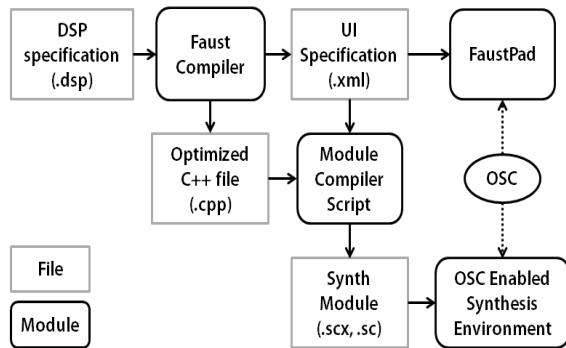 DSP
specification
(.dsp)
Faust
Compiler
UI
Specification
(.xml)
FaustPad
Optimized
C++ file
(.cpp)
Module
Compiler
Script
OSC
File
Module
Synth
Module
(.scx, .sc)
OSC Enabled
Synthesis
Environment